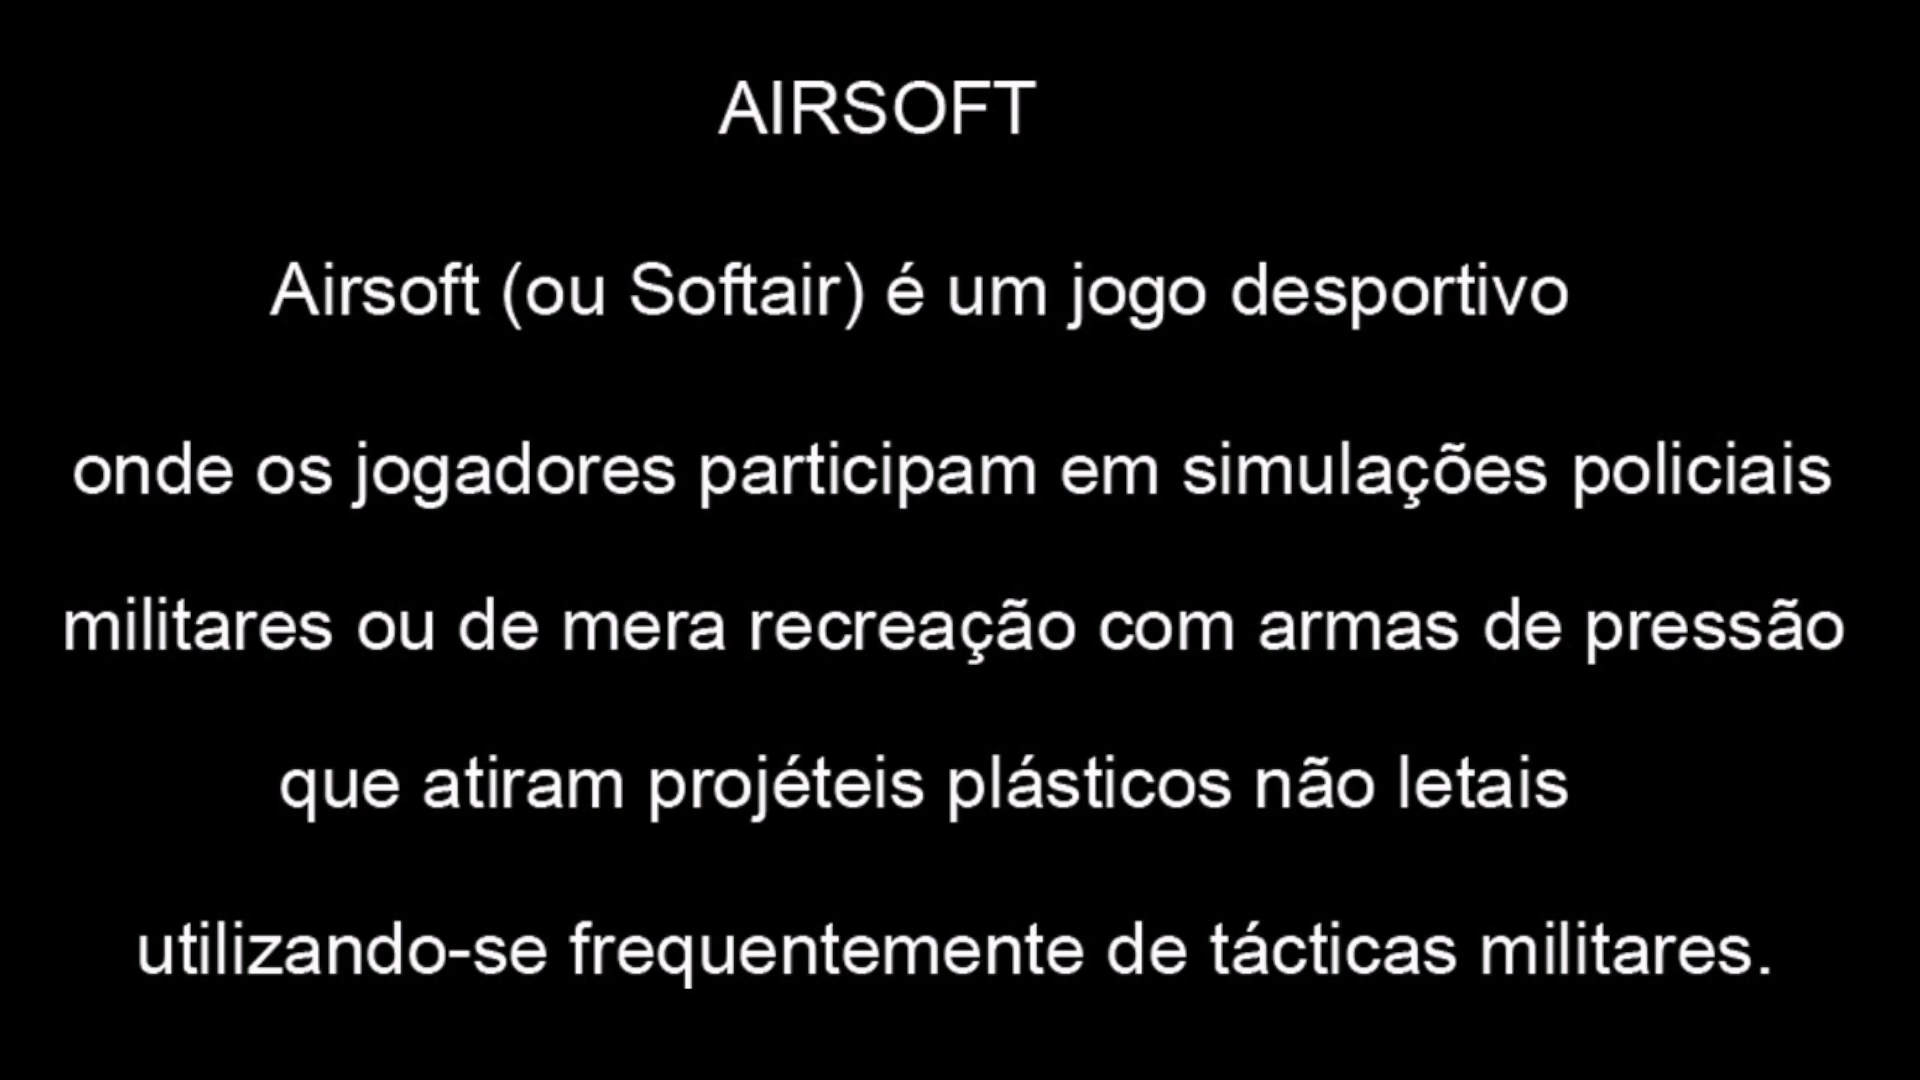 AIRSOFT
Airsoft (ou Softair) é um jogo desportivo
onde os jogadores participam em simulações policiais
militares ou de mera recreação com armas de pressão
que atiram projéteis plásticos não letais
utilizando-se frequentemente de tácticas militares.